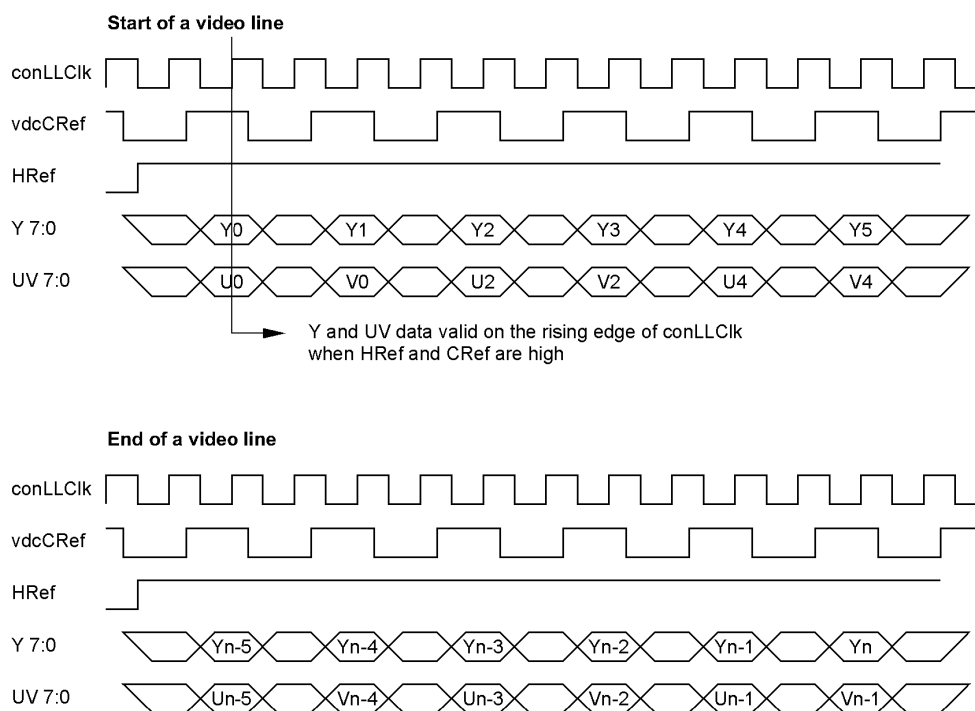 Start of a video line
conLLClk
vdcCRef
HRef
Y 7:0 Y0 Y1 Y2 Y3 Y4 Y5
UV 7:0 U0 V0 U2 V2 U4 V4
Y and UV data valid on the rising edge of conLLClk
when HRef and CRef are high
End of a video line
conLLClk
vdcCRef
HRef
Y 7:0 Yn-5 Yn-4 Yn-3 Yn-2 Yn-1 Yn
UV 7:0 Un-5 Vn-4 Un-3 Vn-2 Un-1 Vn-1